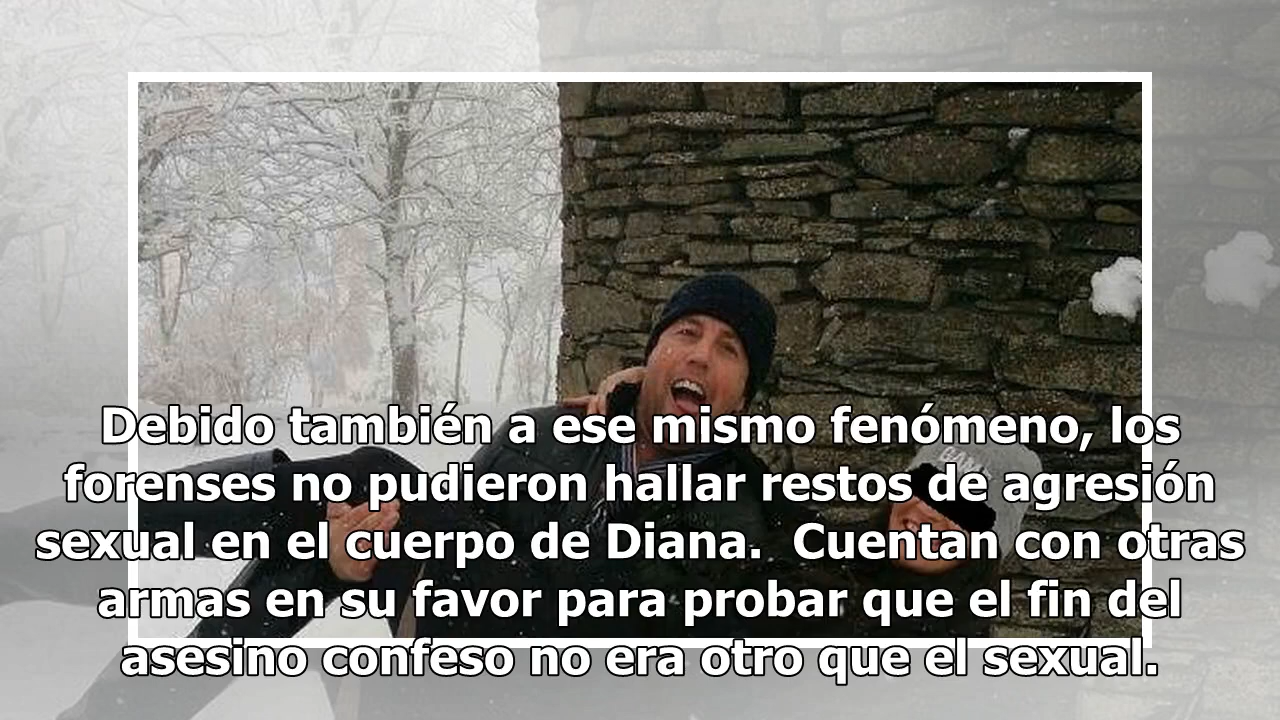 GAME
Debido también a ese mismo fenómeno, los
forenses no pudieron hallar restos de agresión
sexual en el cuerpo de Diana.  Cuentan con otras
armas en su favor para probar que el fin del
asesino confeso no era otro que el sexual.